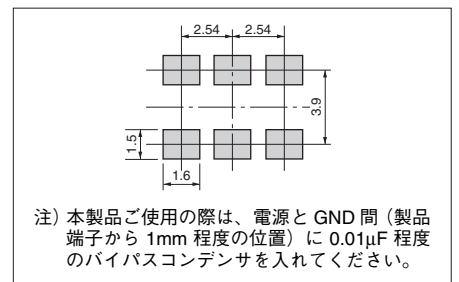 2.54 2.54
3.9
1.5
1.6
注）本製品ご使用の際は、電源と GND 間（製品
端子から 1mm 程度の位置）に 0.01μF 程度
のバイパスコンデンサを入れてください。